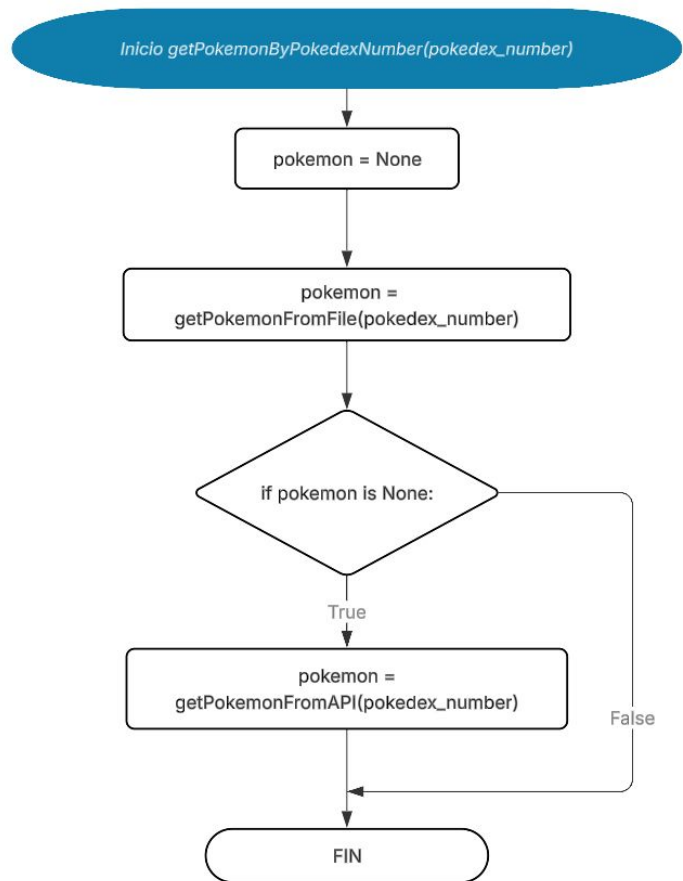 Inicio getPokemonByPokedexNumber(pokedex_number)
pokemon = None
pokemon =
getPokemonFromFile(pokedex_number)
if pokemon is None:
True
pokemon =
getPokemonFromAPI(pokedex_number)
False
FIN